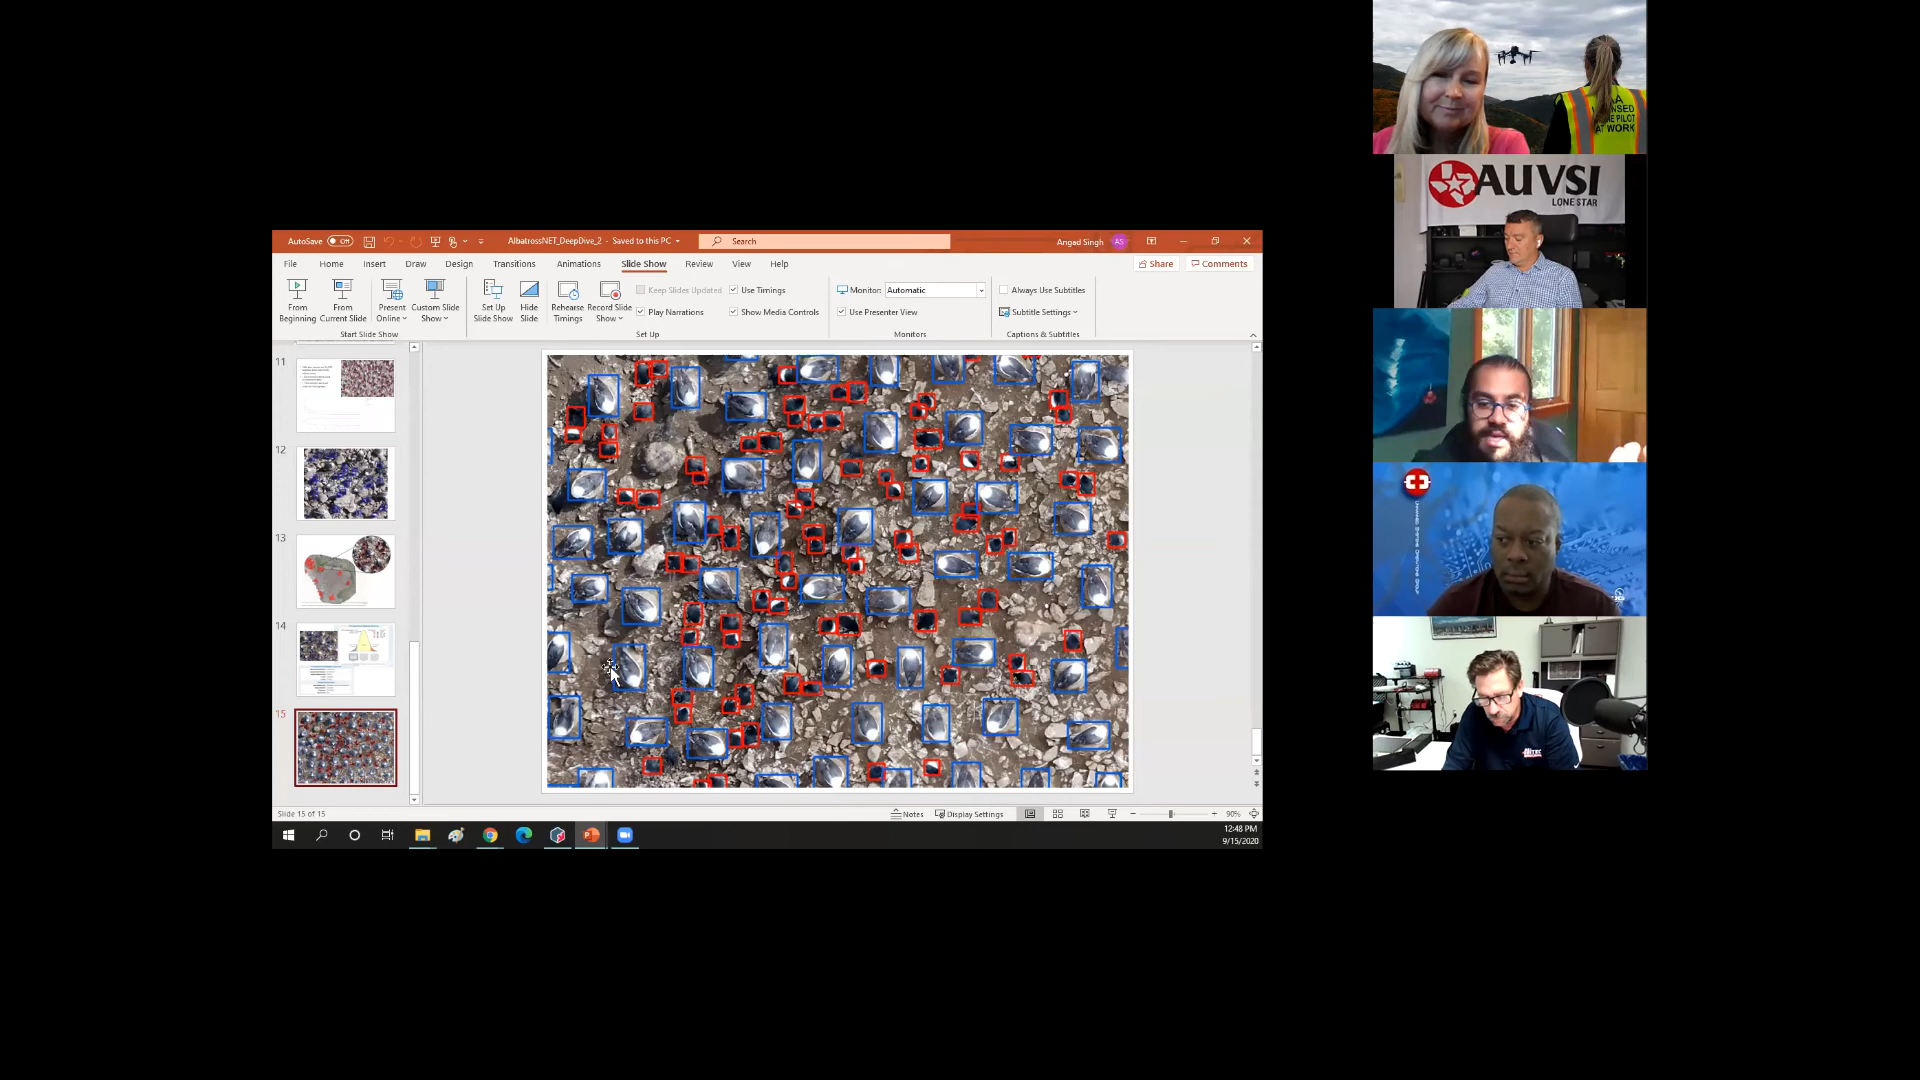 AutoSave Off AlbatrossNET_DeepDive_2 - Saved to this PC Search Angad Singh AS
File Home Insert Draw Design Transitions Animations Slide Show Review View Help Share Comments
From Beginning
From Current Slide
Present Online
Custom Slide Show
Start Slide Show
Set Up Slide Show
Hide Slide
Rehearse Timings
Record Slide Show
Keep Slides Updated
Play Narrations
Use Timings
Show Media Controls
Set Up
Monitor: Automatic
Use Presenter View
Monitors
Always Use Subtitles
Subtitle Settings
Captions & Subtitles
11
12
13
14
15
Slide 15 of 15 Notes Display Settings 90%
12:48 PM
9/15/2020
AT WORK
AUVSI
LONE STAR